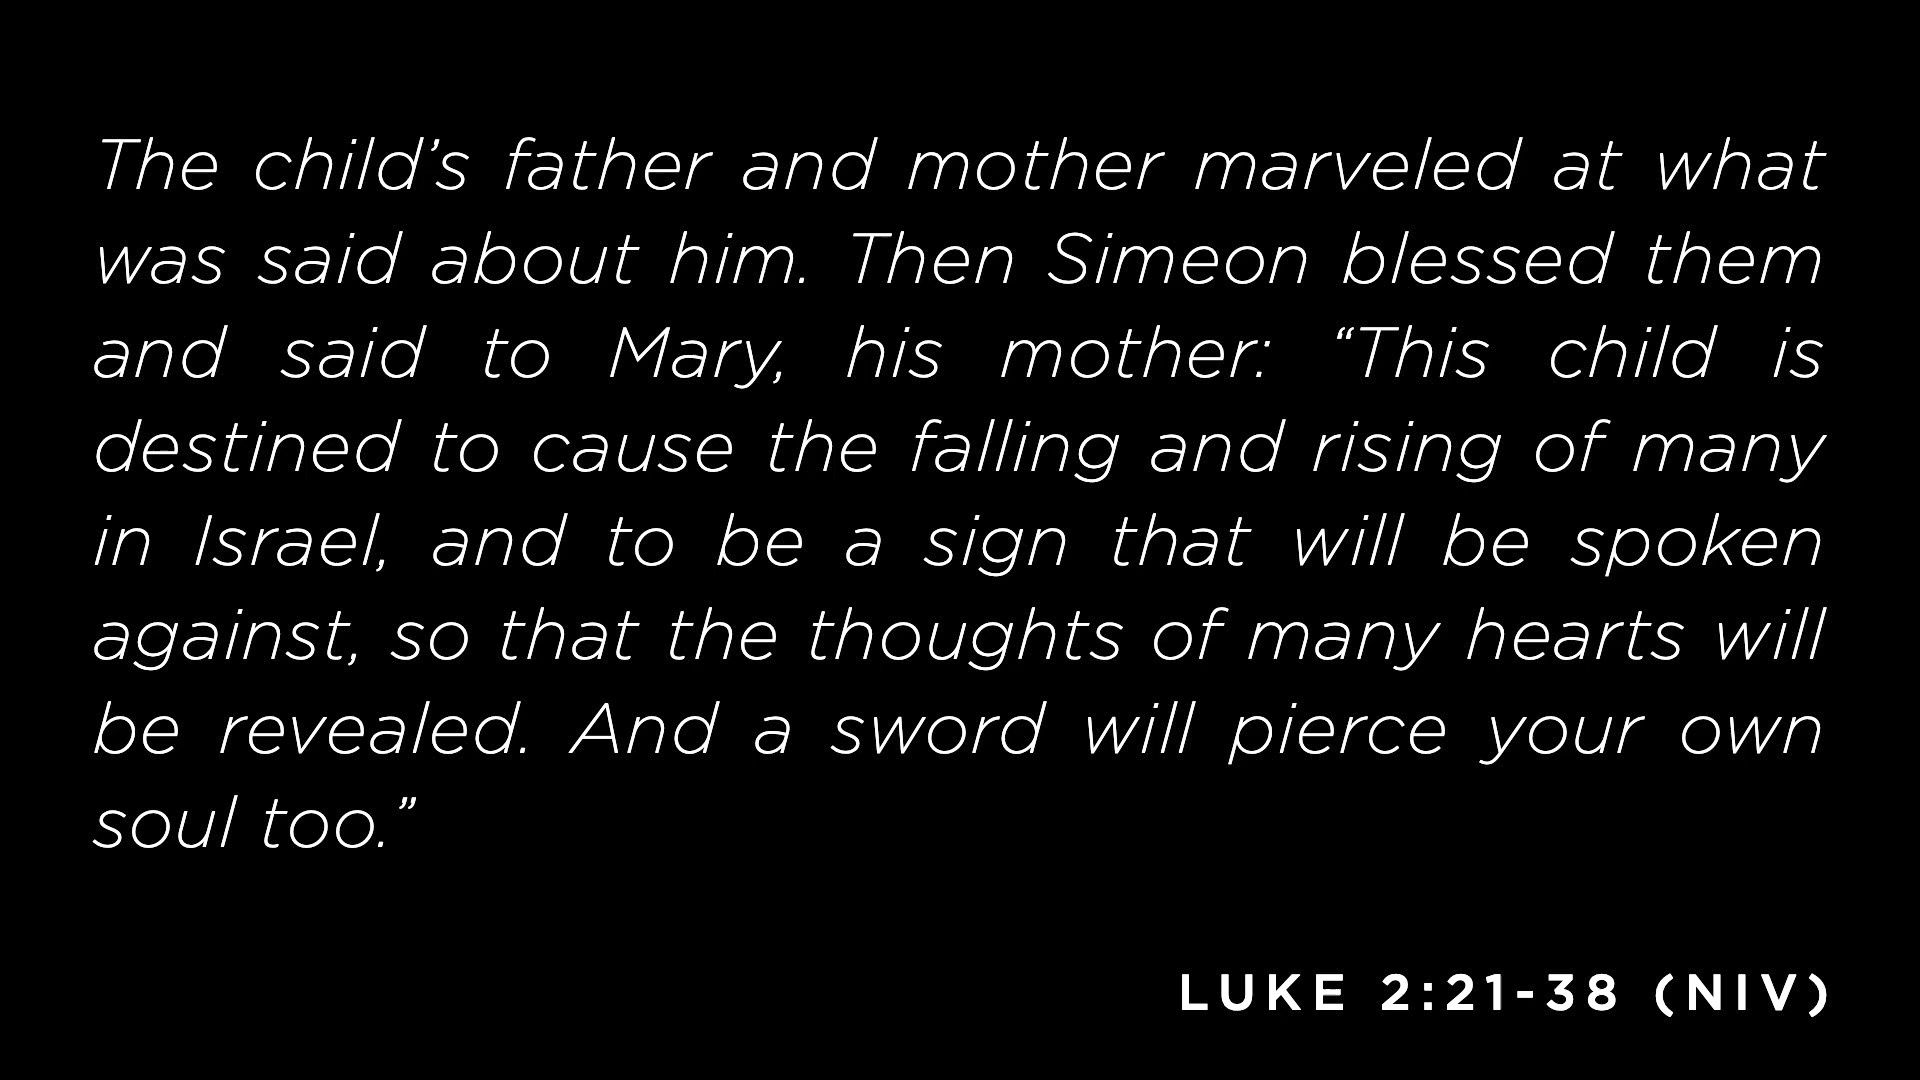 The child’s father and mother marveled at what
was said about him. Then Simeon blessed them
and said to Mary, his mother: “This child is
destined to cause the falling and rising of many
in Israel, and to be a sign that will be spoken
against, so that the thoughts of many hearts will
be revealed. And a sword will pierce your own
soul too.”
LUKE 2:21-38 (NIV)